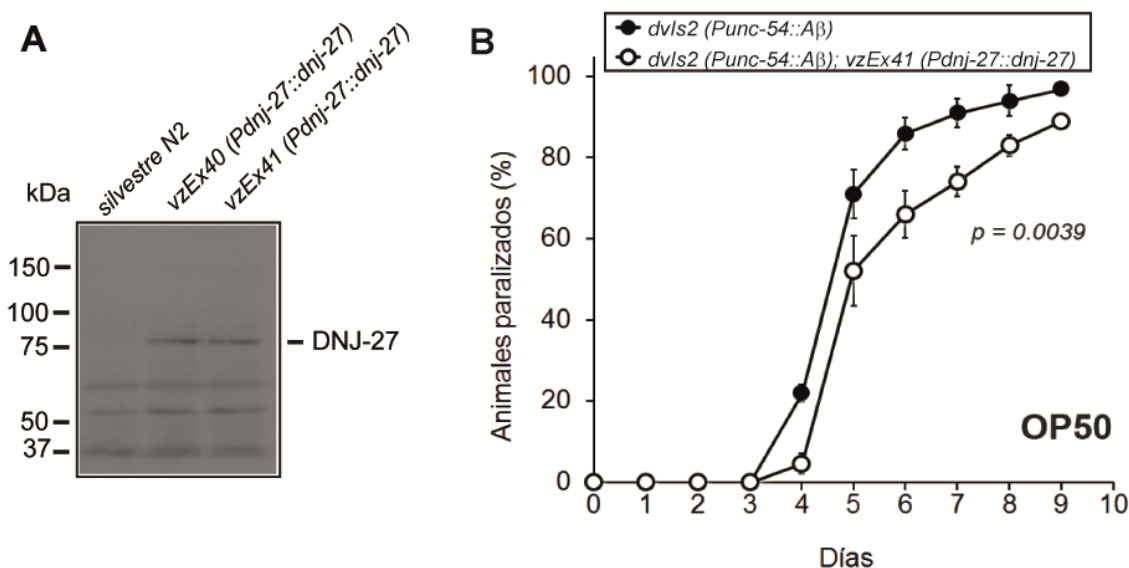 A
silvestre N2
vzEx40 (Pdnj-27::dnj-27)
vzEx41 (Pdnj-27::dnj-27)
kDa
150
100
75
50
37
DNJ-27
B
dvIs2 (Punc-54::Aβ)
dvIs2 (Punc-54::Aβ); vzEx41 (Pdnj-27::dnj-27)
Animales paralizados (%)
100
80
60
40
20
0
p = 0.0039
OP50
0 1 2 3 4 5 6 7 8 9 10
Días